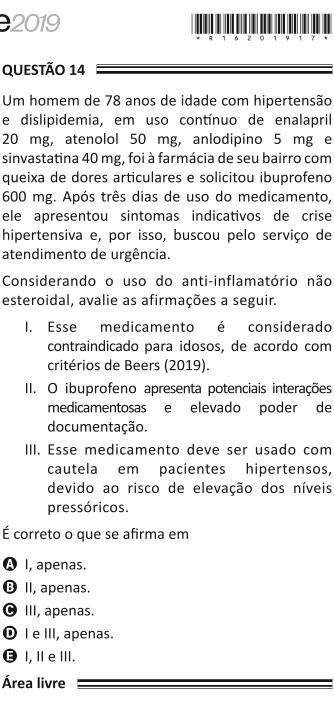 e2019
*R1620191 7*
QUESTÃO 14
Um homem de 78 anos de idade com hipertensão
e dislipidemia, em uso contínuo de enalapril
20 mg, atenolol 50 mg, anlodipino 5 mg e
sinvastatina 40 mg, foi à farmácia de seu bairro com
queixa de dores articulares e solicitou ibuprofeno
600 mg. Após três dias de uso do medicamento,
ele apresentou sintomas indicativos de crise
hipertensiva e, por isso, buscou pelo serviço de
atendimento de urgência.
Considerando o uso do anti-inflamatório não
esteroidal, avalie as afirmações a seguir.
I. Esse medicamento é considerado
contraindicado para idosos, de acordo com
critérios de Beers (2019).
II. O ibuprofeno apresenta potenciais interações
medicamentosas e elevado poder de
documentação.
III. Esse medicamento deve ser usado com
cautela em pacientes hipertensos,
devido ao risco de elevação dos níveis
pressóricos.
É correto o que se afirma em
A I, apenas.
B II, apenas.
C III, apenas.
D I e III, apenas.
E I, II e III.
Área livre